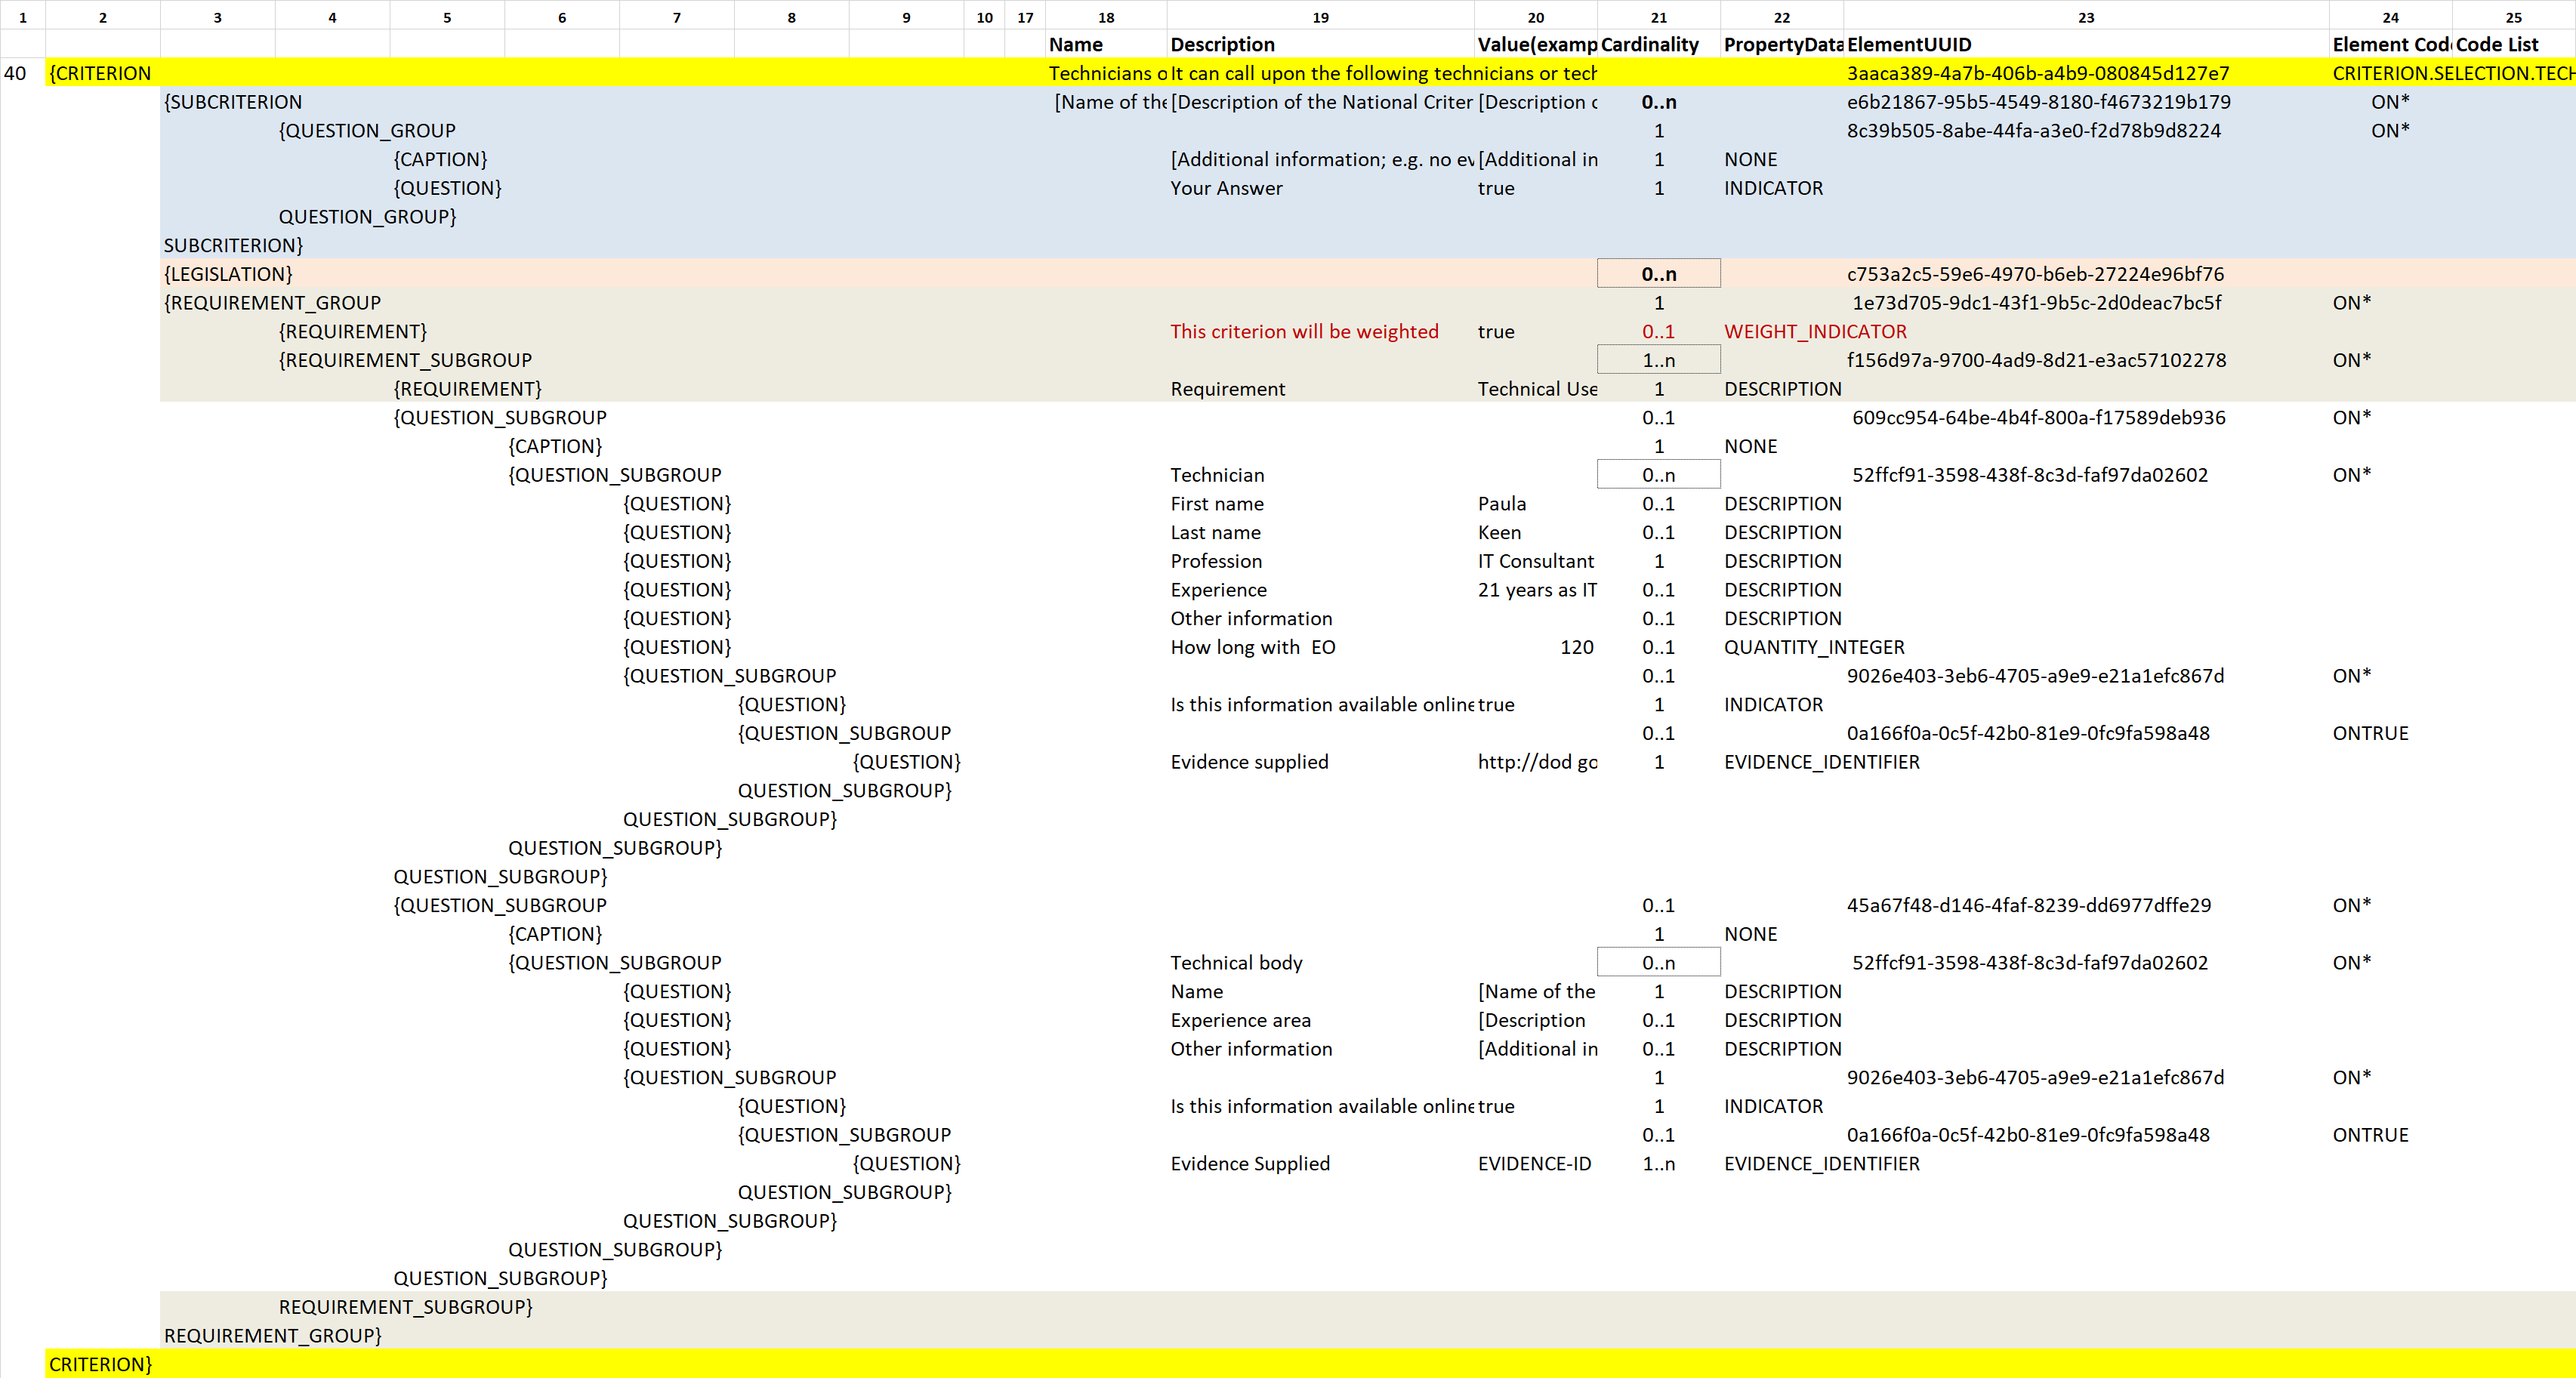 1 2 3 4 5 6 7 8 9 10 17 18 19 20 21 22 23 24 25
Name Description Value(examp Cardinality PropertyData ElementUUID Element Cod Code List
40 {CRITERION Technicians o It can call upon the following technicians or tech 3aaca389-4a7b-406b-a4b9-080845d127e7 CRITERION.SELECTION.TECH
{SUBCRITERION [Name of the [Description of the National Criter [Description o 0..n e6b21867-95b5-4549-8180-f4673219b179 ON*
{QUESTION_GROUP 1 8c39b505-8abe-44fa-a3e0-f2d78b9d8224 ON*
{CAPTION} [Additional information; e.g. no ev [Additional in 1 NONE
{QUESTION} Your Answer true 1 INDICATOR
QUESTION_GROUP}
SUBCRITERION}
{LEGISLATION} 0..n c753a2c5-59e6-4970-b6eb-27224e96bf76
{REQUIREMENT_GROUP 1 1e73d705-9dc1-43f1-9b5c-2d0deac7bc5f ON*
{REQUIREMENT} This criterion will be weighted true 0..1 WEIGHT_INDICATOR
{REQUIREMENT_SUBGROUP 1..n f156d97a-9700-4ad9-8d21-e3ac57102278 ON*
{REQUIREMENT} Requirement Technical Use 1 DESCRIPTION
{QUESTION_SUBGROUP 0..1 609cc954-64be-4b4f-800a-f17589deb936 ON*
{CAPTION} 1 NONE
{QUESTION_SUBGROUP Technician 0..n 52ffcf91-3598-438f-8c3d-faf97da02602 ON*
{QUESTION} First name Paula 0..1 DESCRIPTION
{QUESTION} Last name Keen 0..1 DESCRIPTION
{QUESTION} Profession IT Consultant 1 DESCRIPTION
{QUESTION} Experience 21 years as IT 0..1 DESCRIPTION
{QUESTION} Other information 0..1 DESCRIPTION
{QUESTION} How long with EO 120 0..1 QUANTITY_INTEGER
{QUESTION_SUBGROUP 0..1 9026e403-3eb6-4705-a9e9-e21a1efc867d ON*
{QUESTION} Is this information available online true 1 INDICATOR
{QUESTION_SUBGROUP 0..1 0a166f0a-0c5f-42b0-81e9-0fc9fa598a48 ONTRUE
{QUESTION} Evidence supplied http://dod go 1 EVIDENCE_IDENTIFIER
QUESTION_SUBGROUP}
QUESTION_SUBGROUP}
QUESTION_SUBGROUP}
QUESTION_SUBGROUP}
{QUESTION_SUBGROUP 0..1 45a67f48-d146-4faf-8239-dd6977dffe29 ON*
{CAPTION} 1 NONE
{QUESTION_SUBGROUP Technical body 0..n 52ffcf91-3598-438f-8c3d-faf97da02602 ON*
{QUESTION} Name [Name of the 1 DESCRIPTION
{QUESTION} Experience area [Description 0..1 DESCRIPTION
{QUESTION} Other information [Additional in 0..1 DESCRIPTION
{QUESTION_SUBGROUP 1 9026e403-3eb6-4705-a9e9-e21a1efc867d ON*
{QUESTION} Is this information available online true 1 INDICATOR
{QUESTION_SUBGROUP 0..1 0a166f0a-0c5f-42b0-81e9-0fc9fa598a48 ONTRUE
{QUESTION} Evidence Supplied EVIDENCE-ID 1..n EVIDENCE_IDENTIFIER
QUESTION_SUBGROUP}
QUESTION_SUBGROUP}
QUESTION_SUBGROUP}
QUESTION_SUBGROUP}
REQUIREMENT_SUBGROUP}
REQUIREMENT_GROUP}
CRITERION}